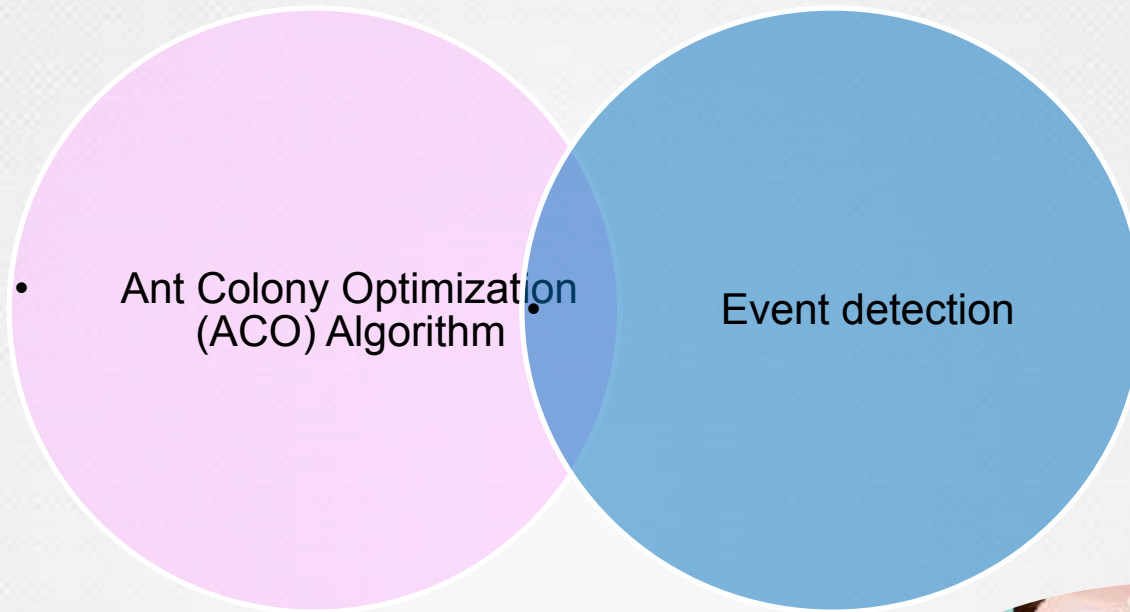 • Ant Colony Optimization
(ACO) Algorithm
• Event detection